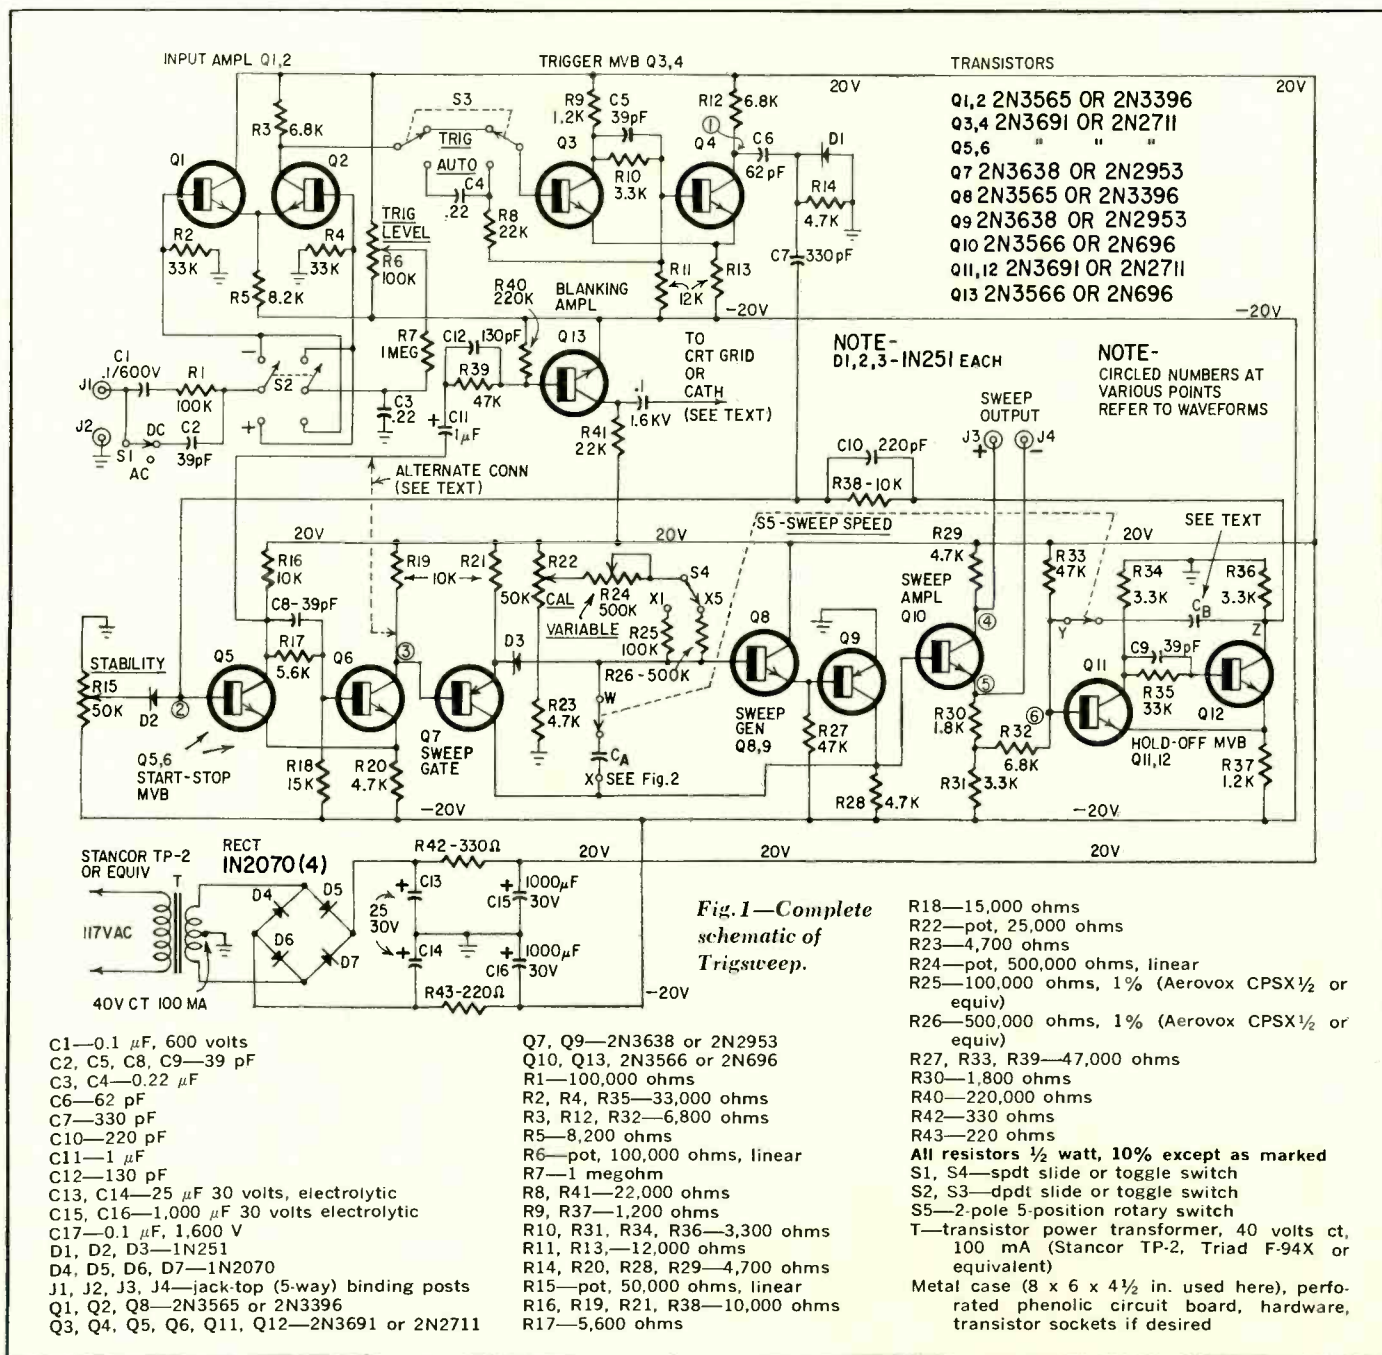 INPUT AMPL Q1,2
TRIGGER MVB Q3,4
TRANSISTORS
20V
20V
Q1,2 2N3565 OR 2N3396
Q3,4 2N3691 OR 2N2711
Q5,6 " " "
Q7 2N3638 OR 2N2953
Q8 2N3565 OR 2N3396
Q9 2N3638 OR 2N2953
Q10 2N3566 OR 2N696
Q11,12 2N3691 OR 2N2711
Q13 2N3566 OR 2N696
R3
6.8K
S3
TRIG
AUTO
C4
.22
R9
1.2K
C5
39pF
R12
6.8K
1
C6
62pF
D1
Q1
Q2
Q3
Q4
R10
3.3K
R14
4.7K
R2
33K
R4
33K
TRIG
LEVEL
R6
100K
R8
22K
R5
8.2K
R11
12K
R13
C7
330pF
-20V
-20V
R40
220K
BLANKING
AMPL
R7
1MEG
C12
130pF
Q13
TO
CRT GRID
OR
CATH
(SEE TEXT)
NOTE-
D1,2,3-1N251 EACH
NOTE-
CIRCLED NUMBERS AT
VARIOUS POINTS
REFER TO WAVEFORMS
C1
.1/600V
J1
R1
100K
-
S2
+
R39
47K
C3
.22
+
C11
1µF
.1
1.6KV
R41
22K
SWEEP
OUTPUT
J3
+
J4
-
J2
S1
DC
AC
C2
39pF
ALTERNATE CONN
(SEE TEXT)
C10
220pF
R38-10K
S5-SWEEP SPEED
SEE TEXT
20V
20V
20V
R16
10K
R19
10K
R21
R22
50K
CAL
R24
500K
VARIABLE
S4
X1
X5
R25
100K
R26-500K
R29
4.7K
SWEEP
AMPL
Q10
R33
47K
R34
3.3K
R36
3.3K
CB
Y
Z
C8-39pF
STABILITY
Q5
R17
5.6K
Q6
3
D3
Q8
Q9
4
5
Q11
C9
39pF
R15
50K
D2
2
Q7
SWEEP
GATE
R23
4.7K
W
CA
X
SEE Fig.2
SWEEP
GEN
Q8,9
R27
47K
R30
1.8K
R32
6.8K
6
R35
33K
Q12
HOLD-OFF MVB
Q11,12
Q5,6
START-STOP
MVB
R18
15K
R20
4.7K
R28
4.7K
R31
3.3K
R37
1.2K
-20V
-20V
STANCOR TP-2
OR EQUIV
RECT
1N2070(4)
R42-330Ω
20V
20V
20V
T
D4
D5
D6
D7
117VAC
40V CT 100 MA
+
C13
25
30V
+
C14
+
1000µF
C15
30V
+
1000µF
C16
30V
R43-220Ω
-20V
Fig. 1—Complete
schematic of
Trigsweep.
C1—0.1 µF, 600 volts
C2, C5, C8, C9—39 pF
C3, C4—0.22 µF
C6—62 pF
C7—330 pF
C10—220 pF
C11—1 µF
C12—130 pF
C13, C14—25 µF 30 volts, electrolytic
C15, C16—1,000 µF 30 volts electrolytic
C17—0.1 µF, 1,600 V
D1, D2, D3—1N251
D4, D5, D6, D7—1N2070
J1, J2, J3, J4—jack-top (5-way) binding posts
Q1, Q2, Q8—2N3565 or 2N3396
Q3, Q4, Q5, Q6, Q11, Q12—2N3691 or 2N2711
Q7, Q9—2N3638 or 2N2953
Q10, Q13, 2N3566 or 2N696
R1—100,000 ohms
R2, R4, R35—33,000 ohms
R3, R12, R32—6,800 ohms
R5—8,200 ohms
R6—pot, 100,000 ohms, linear
R7—1 megohm
R8, R41—22,000 ohms
R9, R37—1,200 ohms
R10, R31, R34, R36—3,300 ohms
R11, R13,—12,000 ohms
R14, R20, R28, R29—4,700 ohms
R15—pot, 50,000 ohms, linear
R16, R19, R21, R38—10,000 ohms
R17—5,600 ohms
R18—15,000 ohms
R22—pot, 25,000 ohms
R23—4,700 ohms
R24—pot, 500,000 ohms, linear
R25—100,000 ohms, 1% (Aerovox CPSX½ or
equiv)
R26—500,000 ohms, 1% (Aerovox CPSX½ or
equiv)
R27, R33, R39—47,000 ohms
R30—1,800 ohms
R40—220,000 ohms
R42—330 ohms
R43—220 ohms
All resistors ½ watt, 10% except as marked
S1, S4—spdt slide or toggle switch
S2, S3—dpdt slide or toggle switch
S5—2-pole 5-position rotary switch
T—transistor power transformer, 40 volts ct,
100 mA (Stancor TP-2, Triad F-94X or
equivalent)
Metal case (8 x 6 x 4½ in. used here), perfo-
rated phenolic circuit board, hardware,
transistor sockets if desired